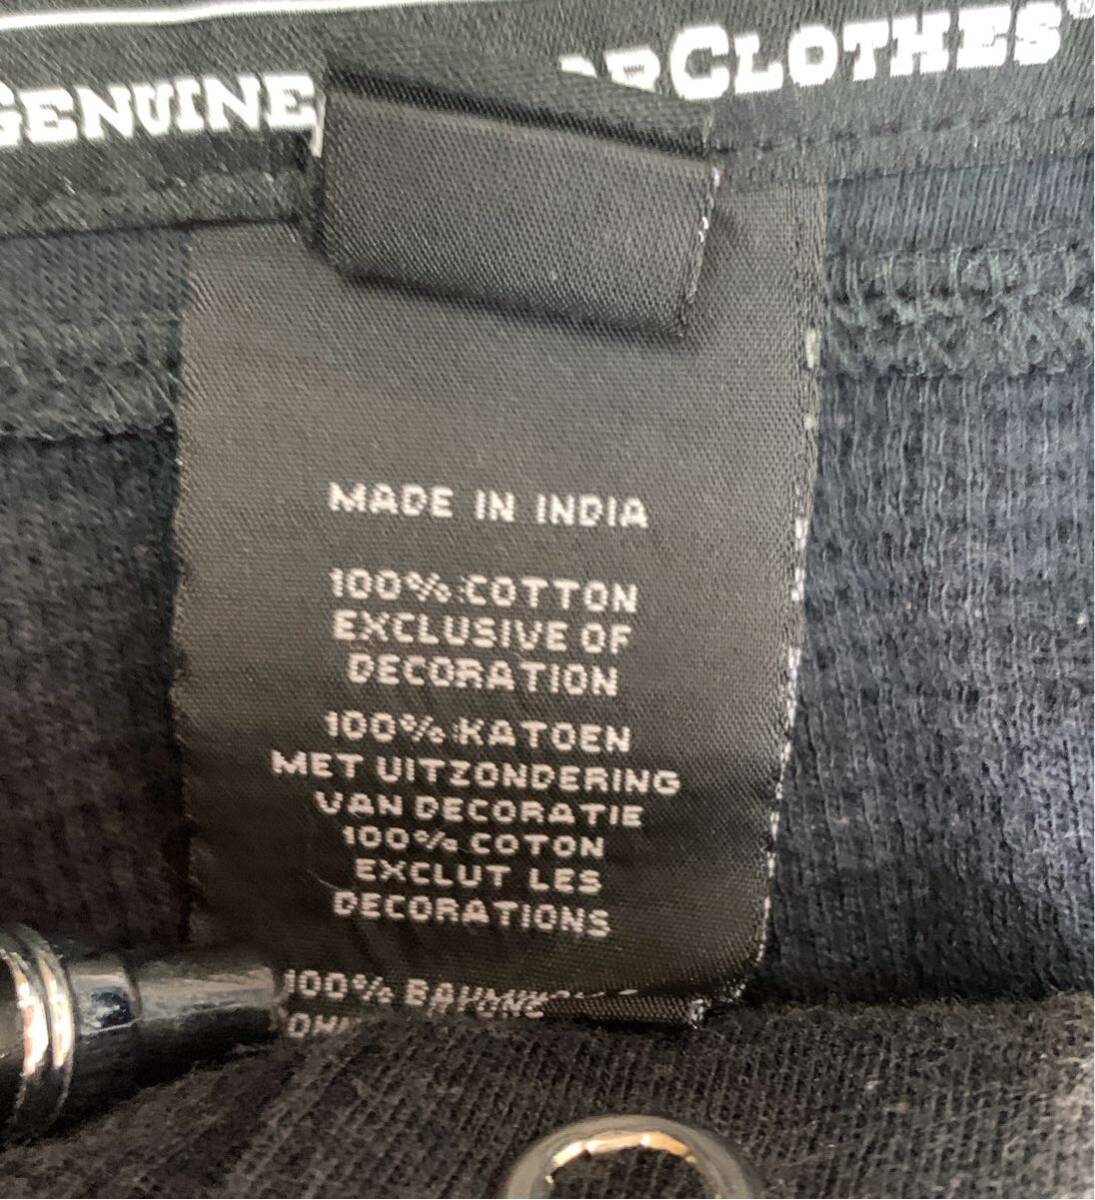 GENUINE CLOTHES®
MADE IN INDIA
100% COTTON
EXCLUSIVE OF
DECORATION
100% KATOEN
MET UITZONDERING
VAN DECORATIE
100% COTON
EXCLUT LES
DECORATIONS
100%